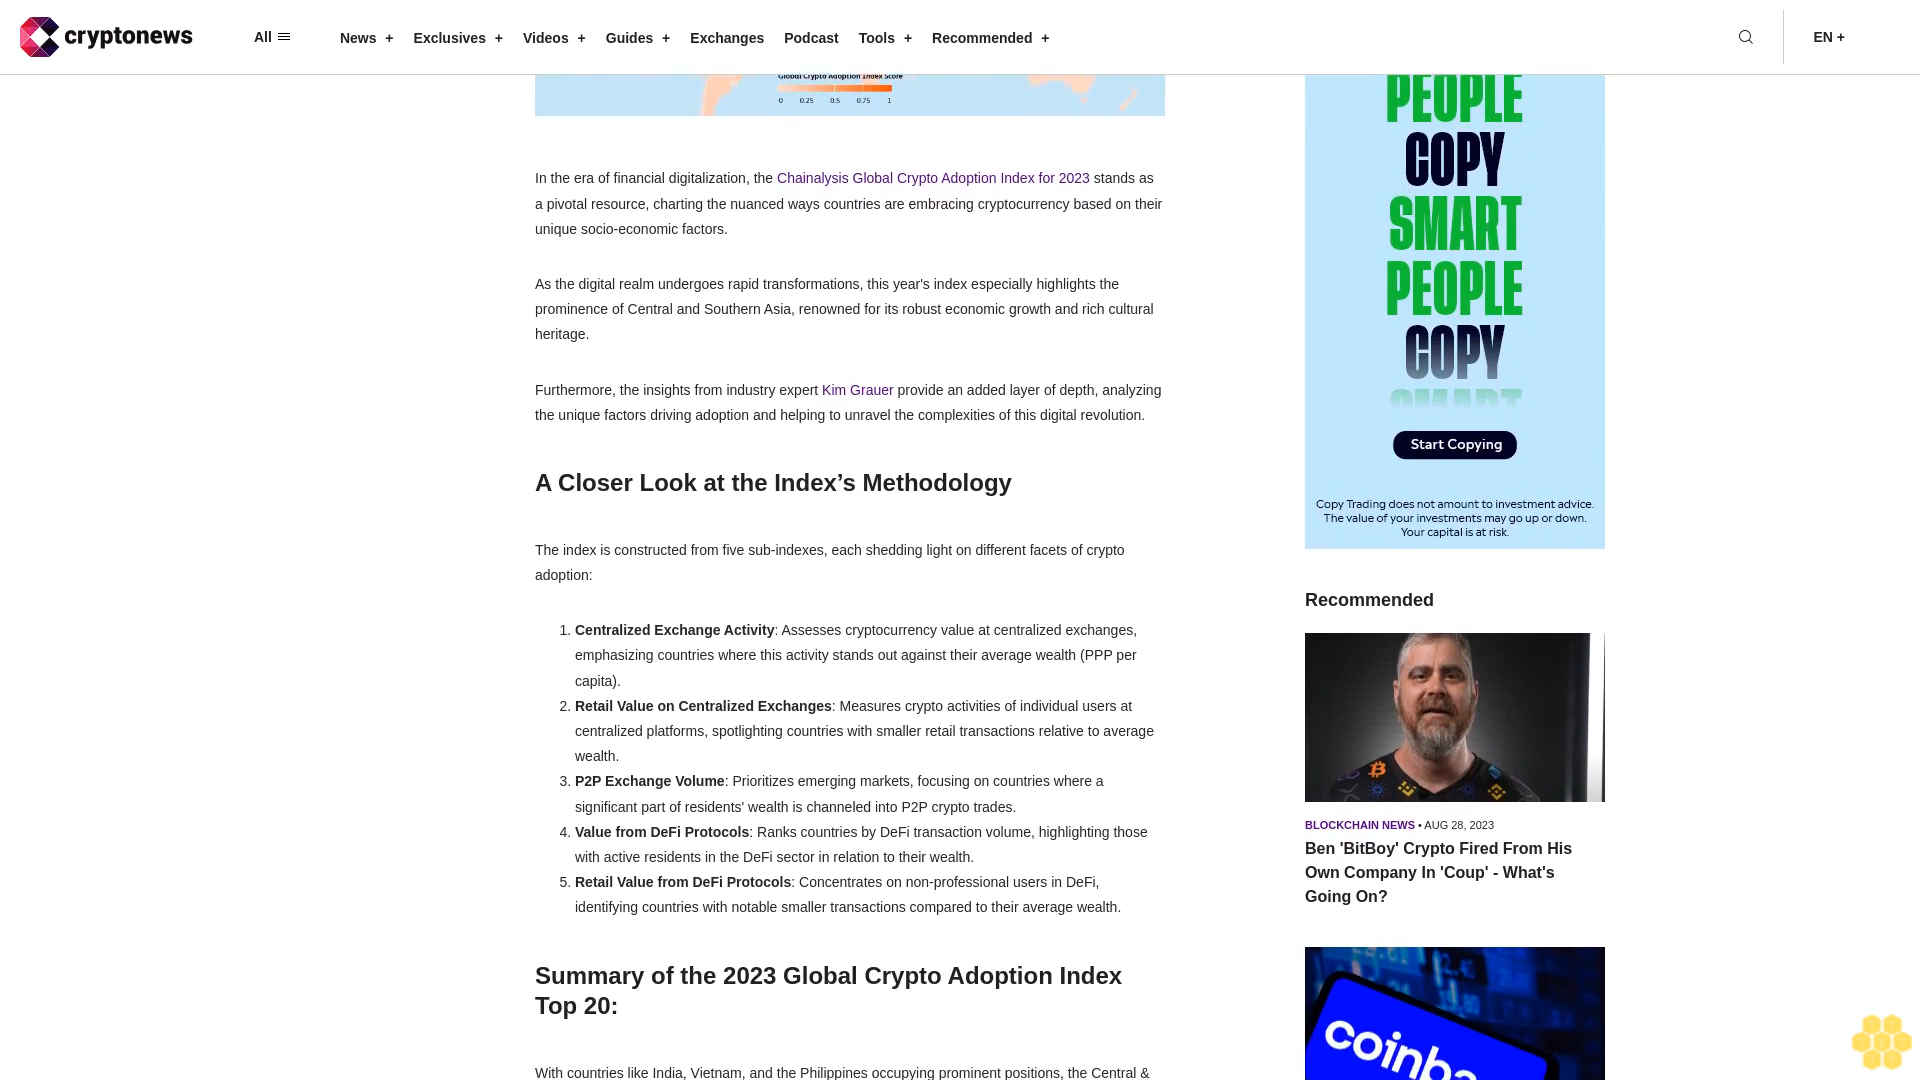 cryptonews
All
News +
Exclusives +
Videos +
Guides +
Exchanges
Podcast
Tools +
Recommended +
EN +
Global Crypto Adoption Index Score
0 0.25 0.5 0.75 1
In the era of financial digitalization, the Chainalysis Global Crypto Adoption Index for 2023 stands as
a pivotal resource, charting the nuanced ways countries are embracing cryptocurrency based on their
unique socio-economic factors.
As the digital realm undergoes rapid transformations, this year's index especially highlights the
prominence of Central and Southern Asia, renowned for its robust economic growth and rich cultural
heritage.
Furthermore, the insights from industry expert Kim Grauer provide an added layer of depth, analyzing
the unique factors driving adoption and helping to unravel the complexities of this digital revolution.
A Closer Look at the Index’s Methodology
The index is constructed from five sub-indexes, each shedding light on different facets of crypto
adoption:
1. Centralized Exchange Activity: Assesses cryptocurrency value at centralized exchanges,
emphasizing countries where this activity stands out against their average wealth (PPP per
capita).
2. Retail Value on Centralized Exchanges: Measures crypto activities of individual users at
centralized platforms, spotlighting countries with smaller retail transactions relative to average
wealth.
3. P2P Exchange Volume: Prioritizes emerging markets, focusing on countries where a
significant part of residents' wealth is channeled into P2P crypto trades.
4. Value from DeFi Protocols: Ranks countries by DeFi transaction volume, highlighting those
with active residents in the DeFi sector in relation to their wealth.
5. Retail Value from DeFi Protocols: Concentrates on non-professional users in DeFi,
identifying countries with notable smaller transactions compared to their average wealth.
Summary of the 2023 Global Crypto Adoption Index
Top 20:
With countries like India, Vietnam, and the Philippines occupying prominent positions, the Central &
PEOPLE
COPY
SMART
PEOPLE
COPY
SMART
Start Copying
Copy Trading does not amount to investment advice.
The value of your investments may go up or down.
Your capital is at risk.
Recommended
BLOCKCHAIN NEWS • AUG 28, 2023
Ben 'BitBoy' Crypto Fired From His
Own Company In 'Coup' - What's
Going On?
coinba